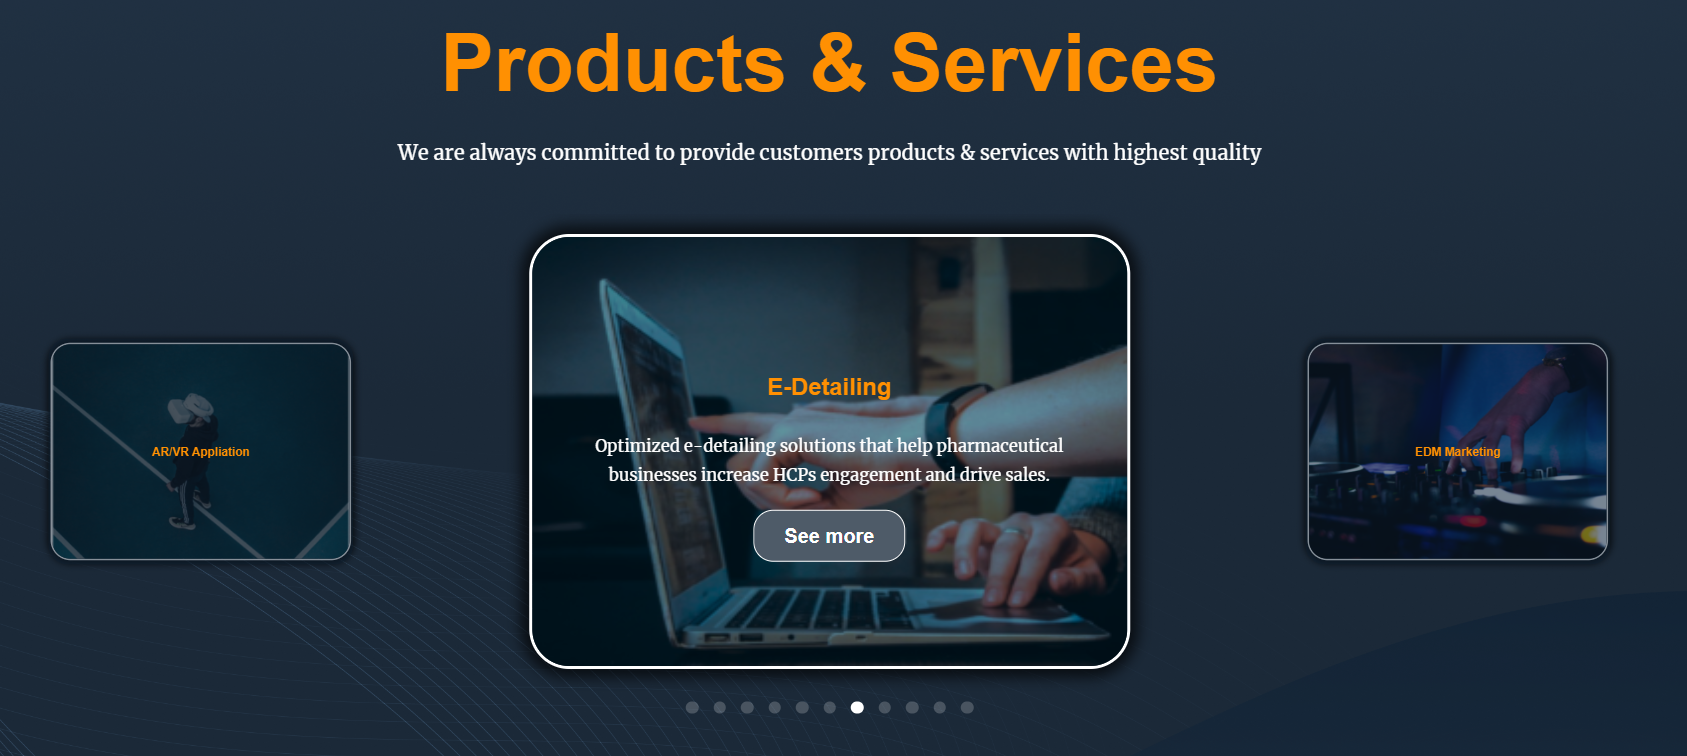 Products & Services
We are always committed to provide customers products & services with highest quality
E-Detailing
Optimized e-detailing solutions that help pharmaceutical
businesses increase HCPs engagement and drive sales.
See more
AR/VR Appliation
EDM Marketing